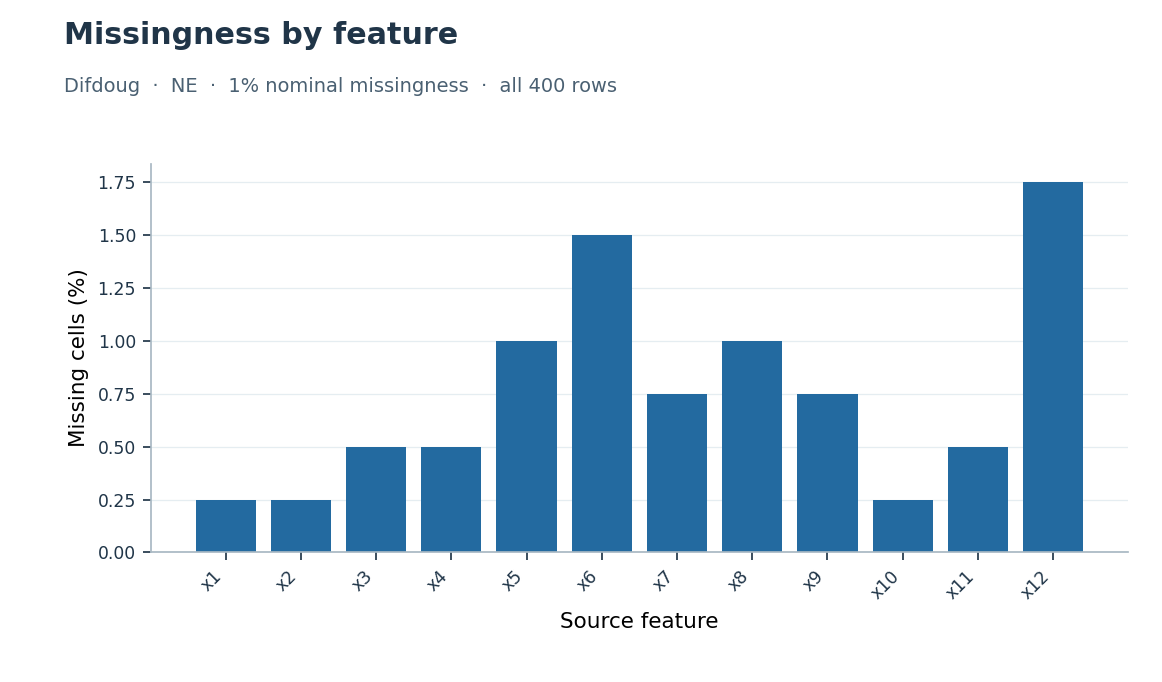 Missingness by feature
Difdoug · NE · 1% nominal missingness · all 400 rows
1.75
1.50
1.25
1.00
0.75
0.50
0.25
0.00
Missing cells (%)
x1 x2 x3 x4 x5 x6 x7 x8 x9 x10 x11 x12
Source feature